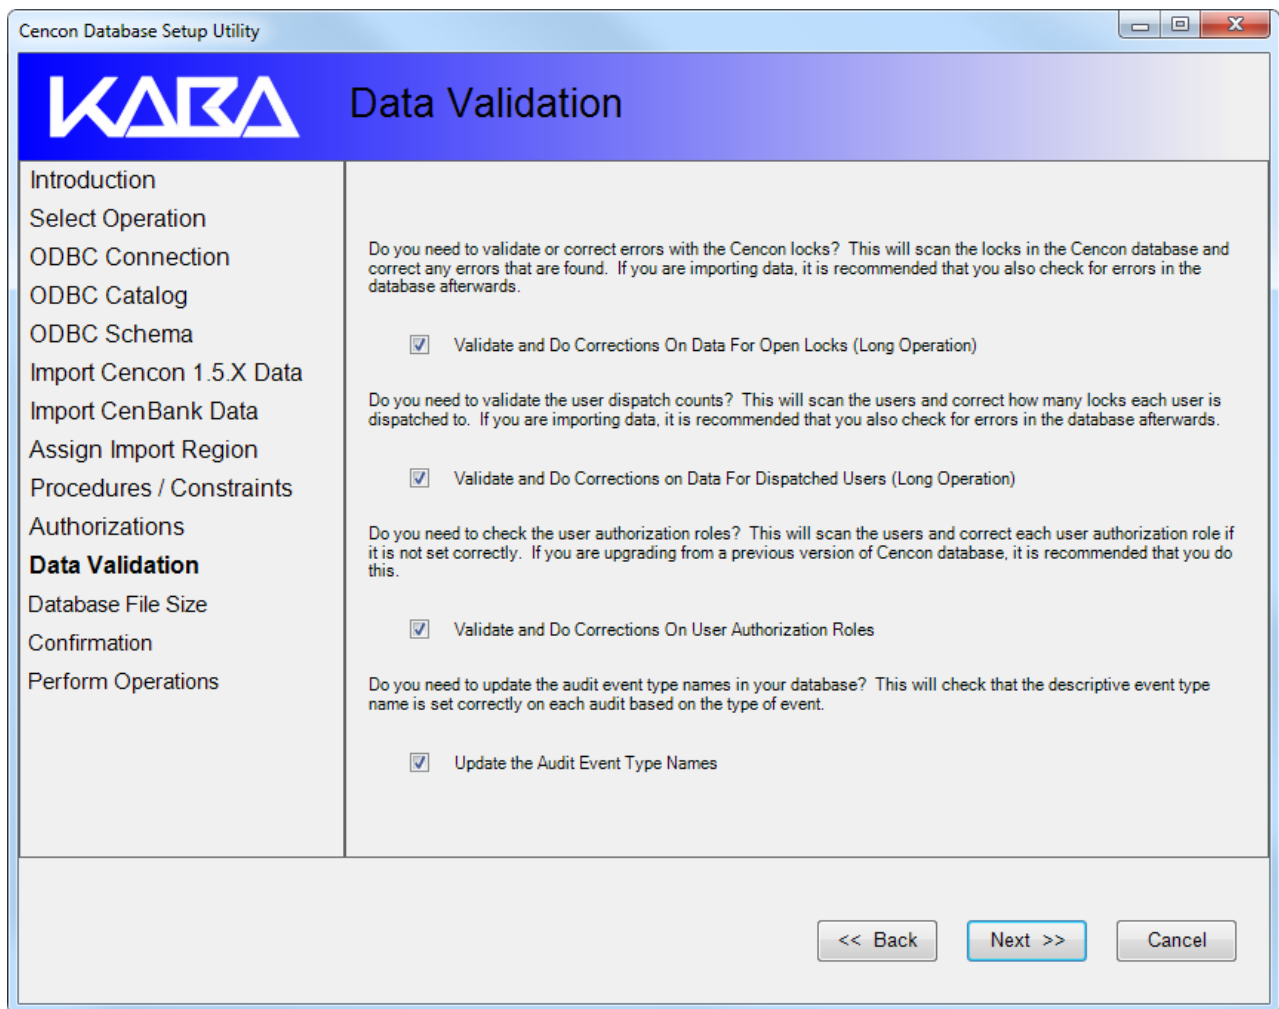 Cencon Database Setup Utility
KABA
Data Validation
Introduction
Select Operation
ODBC Connection
ODBC Catalog
ODBC Schema
Import Cencon 1.5.X Data
Import CenBank Data
Assign Import Region
Procedures / Constraints
Authorizations
Data Validation
Database File Size
Confirmation
Perform Operations
Do you need to validate or correct errors with the Cencon locks?  This will scan the locks in the Cencon database and
correct any errors that are found.  If you are importing data, it is recommended that you also check for errors in the
database afterwards.
Validate and Do Corrections On Data For Open Locks (Long Operation)
Do you need to validate the user dispatch counts?  This will scan the users and correct how many locks each user is
dispatched to.  If you are importing data, it is recommended that you also check for errors in the database afterwards.
Validate and Do Corrections on Data For Dispatched Users (Long Operation)
Do you need to check the user authorization roles?  This will scan the users and correct each user authorization role if
it is not set correctly.  If you are upgrading from a previous version of Cencon database, it is recommended that you do
this.
Validate and Do Corrections On User Authorization Roles
Do you need to update the audit event type names in your database?  This will check that the descriptive event type
name is set correctly on each audit based on the type of event.
Update the Audit Event Type Names
<< Back
Next >>
Cancel